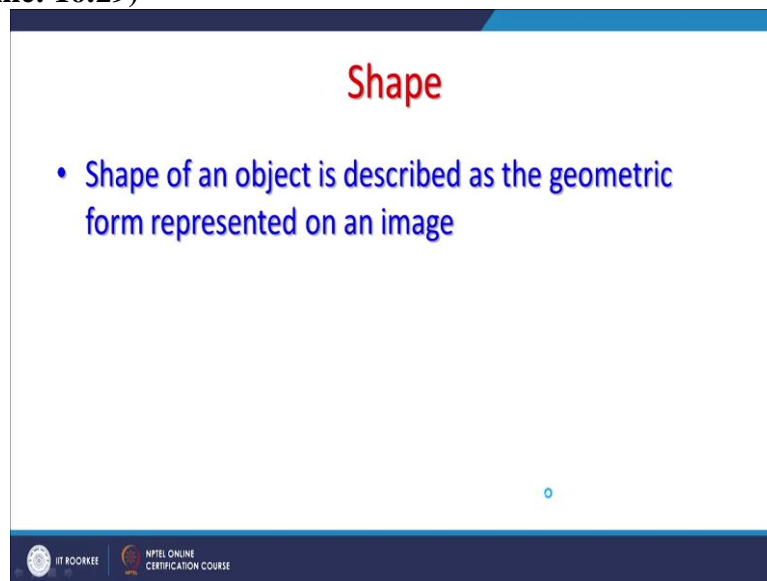 Shape
• Shape of an object is described as the geometric
form represented on an image
IIT ROORKEE
NPTEL ONLINE
CERTIFICATION COURSE